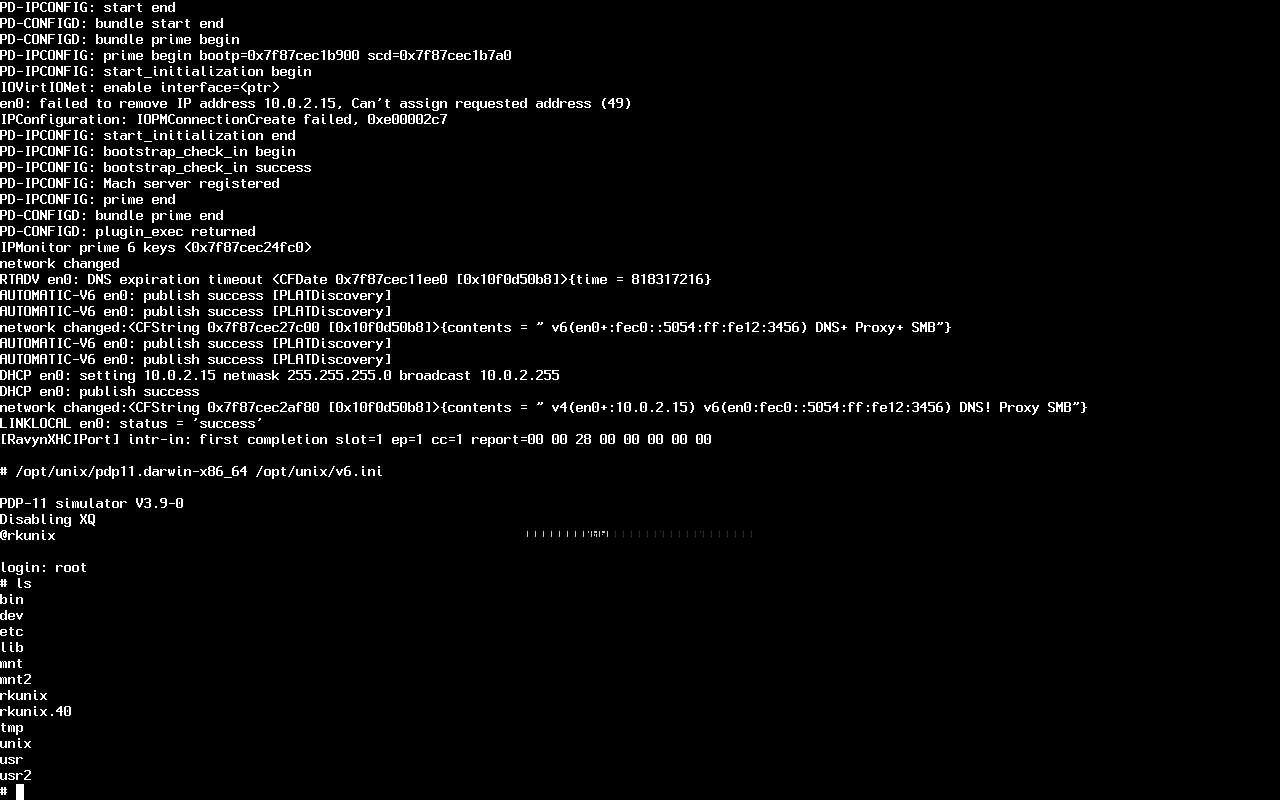 PD-IPCONFIG: start end
PD-CONFIGD: bundle start end
PD-CONFIGD: bundle prime begin
PD-IPCONFIG: prime begin bootp=0x7f87cec1b900 scd=0x7f87cec1b7a0
PD-IPCONFIG: start_initialization begin
IOVirtIONet: enable interface=<ptr>
en0: failed to remove IP address 10.0.2.15, Can't assign requested address (49)
IPConfiguration: IOPMConnectionCreate failed, 0xe00002c7
PD-IPCONFIG: start_initialization end
PD-IPCONFIG: bootstrap_check_in begin
PD-IPCONFIG: bootstrap_check_in success
PD-IPCONFIG: Mach server registered
PD-IPCONFIG: prime end
PD-CONFIGD: bundle prime end
PD-CONFIGD: plugin_exec returned
IPMonitor prime 6 keys <0x7f87cec24fc0>
network changed
RTADV en0: DNS expiration timeout <CFDate 0x7f87cec11ee0 [0x10f0d50b8]>{time = 818317216}
AUTOMATIC-V6 en0: publish success [PLATDiscovery]
AUTOMATIC-V6 en0: publish success [PLATDiscovery]
network changed:<CFString 0x7f87cec27c00 [0x10f0d50b8]>{contents = " v6(en0+:fec0::5054:ff:fe12:3456) DNS+ Proxy+ SMB"}
AUTOMATIC-V6 en0: publish success [PLATDiscovery]
AUTOMATIC-V6 en0: publish success [PLATDiscovery]
DHCP en0: setting 10.0.2.15 netmask 255.255.255.0 broadcast 10.0.2.255
DHCP en0: publish success
network changed:<CFString 0x7f87cec2af80 [0x10f0d50b8]>{contents = " v4(en0+:10.0.2.15) v6(en0:fec0::5054:ff:fe12:3456) DNS! Proxy SMB"}
LINKLOCAL en0: status = 'success'
[RavynXHCIPort] intr-in: first completion slot=1 ep=1 cc=1 report=00 00 28 00 00 00 00 00
# /opt/unix/pdp11.darwin-x86_64 /opt/unix/v6.ini
PDP-11 simulator V3.9-0
Disabling XQ
@rkunix
login: root
# ls
bin
dev
etc
lib
mnt
mnt2
rkunix
rkunix.40
tmp
unix
usr
usr2
#